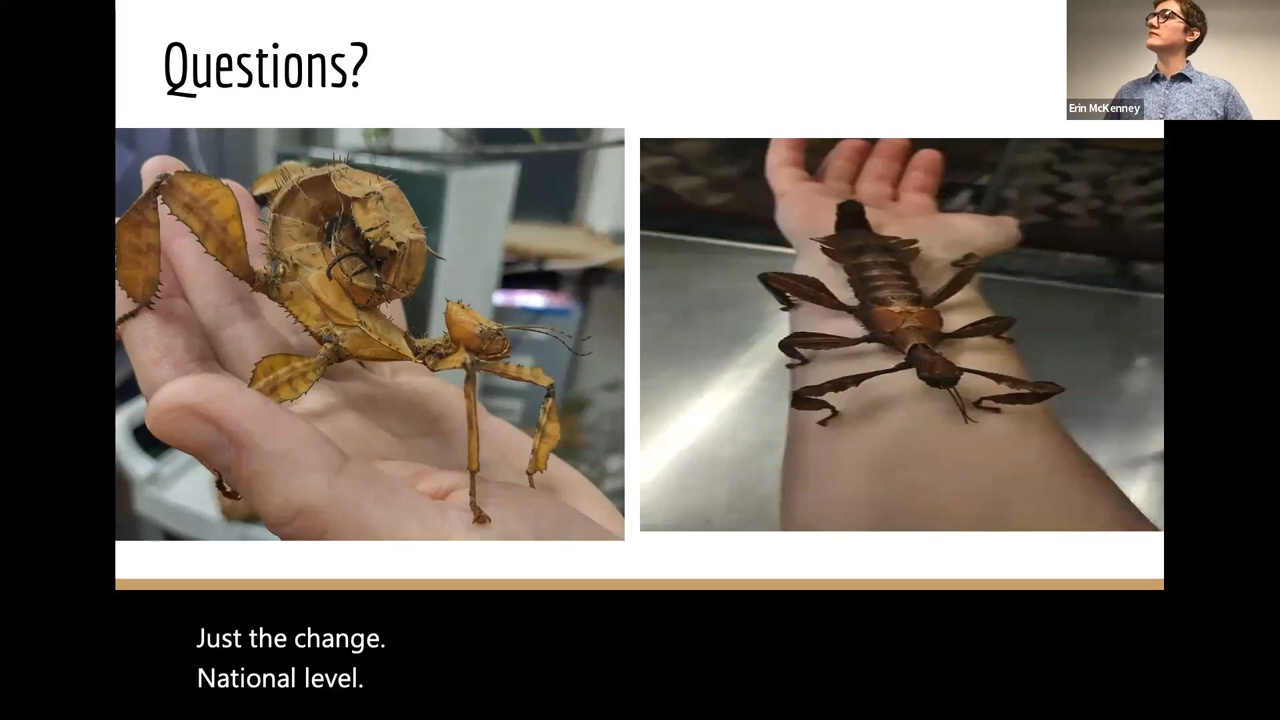 Questions?
Erin McKenney
Just the change.
National level.